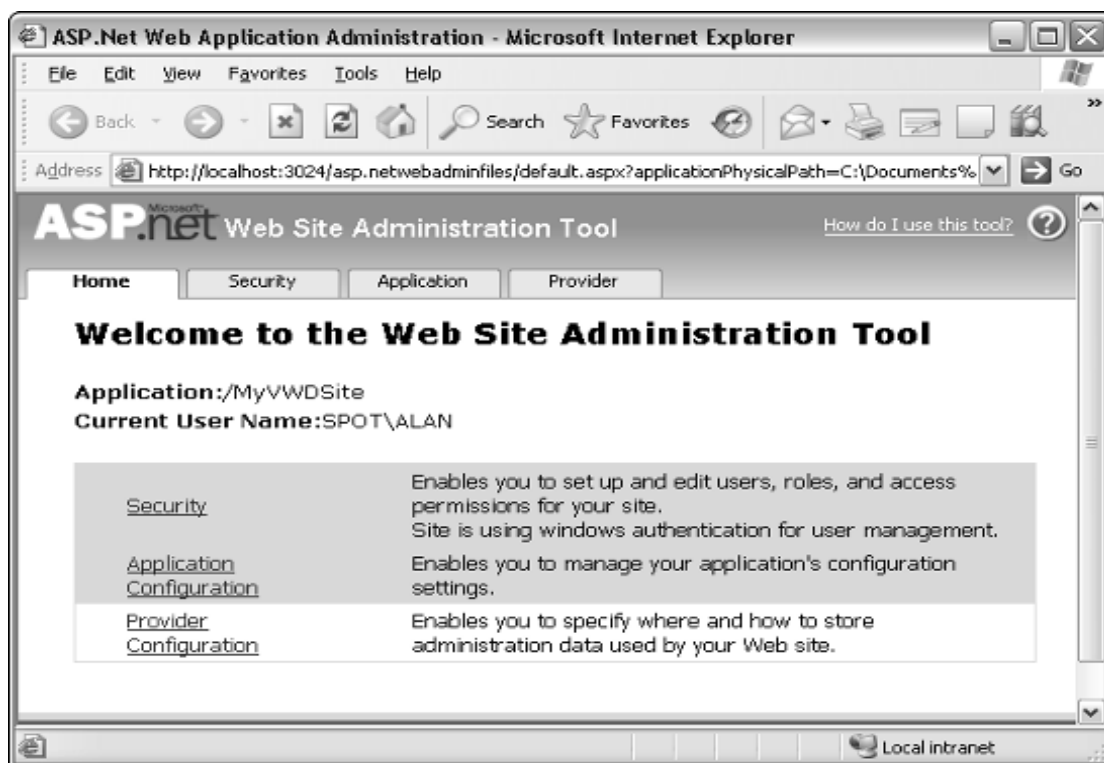 ASP.Net Web Application Administration - Microsoft Internet Explorer
File Edit View Favorites Tools Help
Back Search Favorites »
Address http://localhost:3024/asp.netwebadminfiles/default.aspx?applicationPhysicalPath=C:\Documents% Go
Microsoft
ASP.net Web Site Administration Tool How do I use this tool? ?
Home Security Application Provider
Welcome to the Web Site Administration Tool
Application:/MyVWDSite
Current User Name:SPOT\ALAN
Security
Enables you to set up and edit users, roles, and access
permissions for your site.
Site is using windows authentication for user management.
Application
Configuration
Enables you to manage your application's configuration
settings.
Provider
Configuration
Enables you to specify where and how to store
administration data used by your Web site.
Local intranet